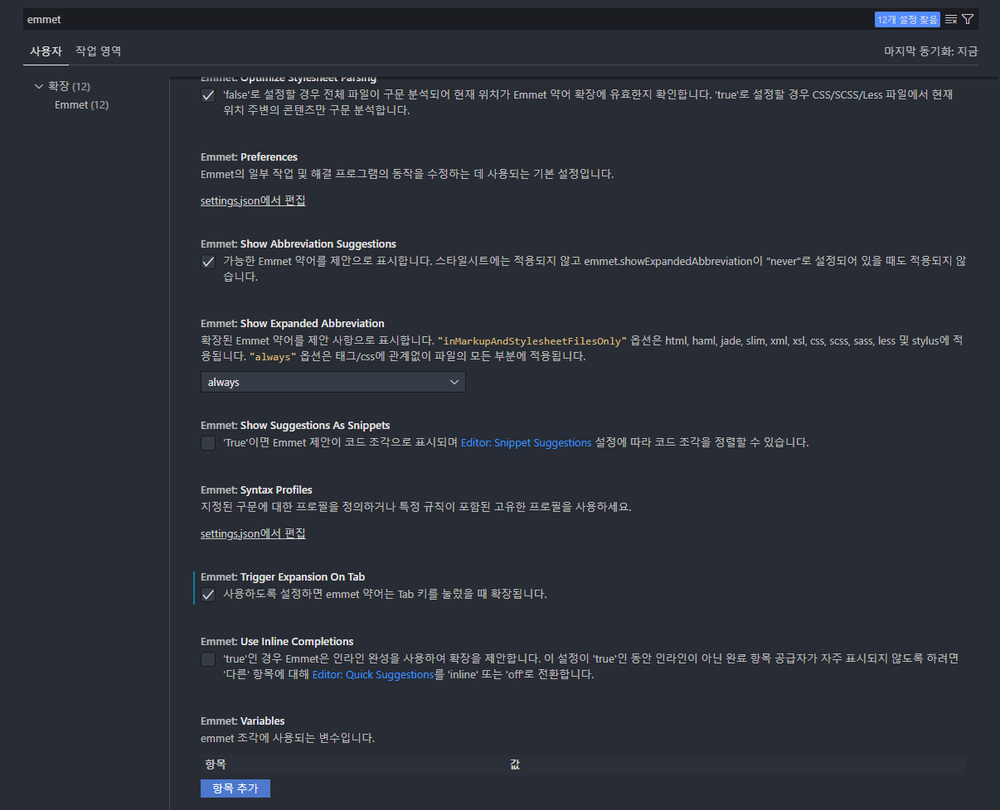 emmet
12개 설정 찾음
사용자
작업 영역
마지막 동기화: 지금
확장 (12)
Emmet (12)
Emmet: Optimize Stylesheet Parsing
'false'로 설정할 경우 전체 파일이 구문 분석되어 현재 위치가 Emmet 약어 확장에 유효한지 확인합니다. 'true'로 설정할 경우 CSS/SCSS/Less 파일에서 현재
위치 주변의 콘텐츠만 구문 분석합니다.
Emmet: Preferences
Emmet의 일부 작업 및 해결 프로그램의 동작을 수정하는 데 사용되는 기본 설정입니다.
settings.json에서 편집
Emmet: Show Abbreviation Suggestions
가능한 Emmet 약어를 제안으로 표시합니다. 스타일시트에는 적용되지 않고 emmet.showExpandedAbbreviation이 "never"로 설정되어 있을 때도 적용되지 않
습니다.
Emmet: Show Expanded Abbreviation
확장된 Emmet 약어를 제안 사항으로 표시합니다. "inMarkupAndStylesheetFilesOnly" 옵션은 html, haml, jade, slim, xml, xsl, css, scss, sass, less 및 stylus에 적
용됩니다. "always" 옵션은 태그/css에 관계없이 파일의 모든 부분에 적용됩니다.
always
Emmet: Show Suggestions As Snippets
'True'이면 Emmet 제안이 코드 조각으로 표시되며 Editor: Snippet Suggestions 설정에 따라 코드 조각을 정렬할 수 있습니다.
Emmet: Syntax Profiles
지정된 구문에 대한 프로필을 정의하거나 특정 규칙이 포함된 고유한 프로필을 사용하세요.
settings.json에서 편집
Emmet: Trigger Expansion On Tab
사용하도록 설정하면 emmet 약어는 Tab 키를 눌렀을 때 확장됩니다.
Emmet: Use Inline Completions
'true'인 경우 Emmet은 인라인 완성을 사용하여 확장을 제안합니다. 이 설정이 'true'인 동안 인라인이 아닌 완료 항목 공급자가 자주 표시되지 않도록 하려면
'다른' 항목에 대해 Editor: Quick Suggestions를 'inline' 또는 'off'로 전환합니다.
Emmet: Variables
emmet 조각에 사용되는 변수입니다.
항목
값
항목 추가